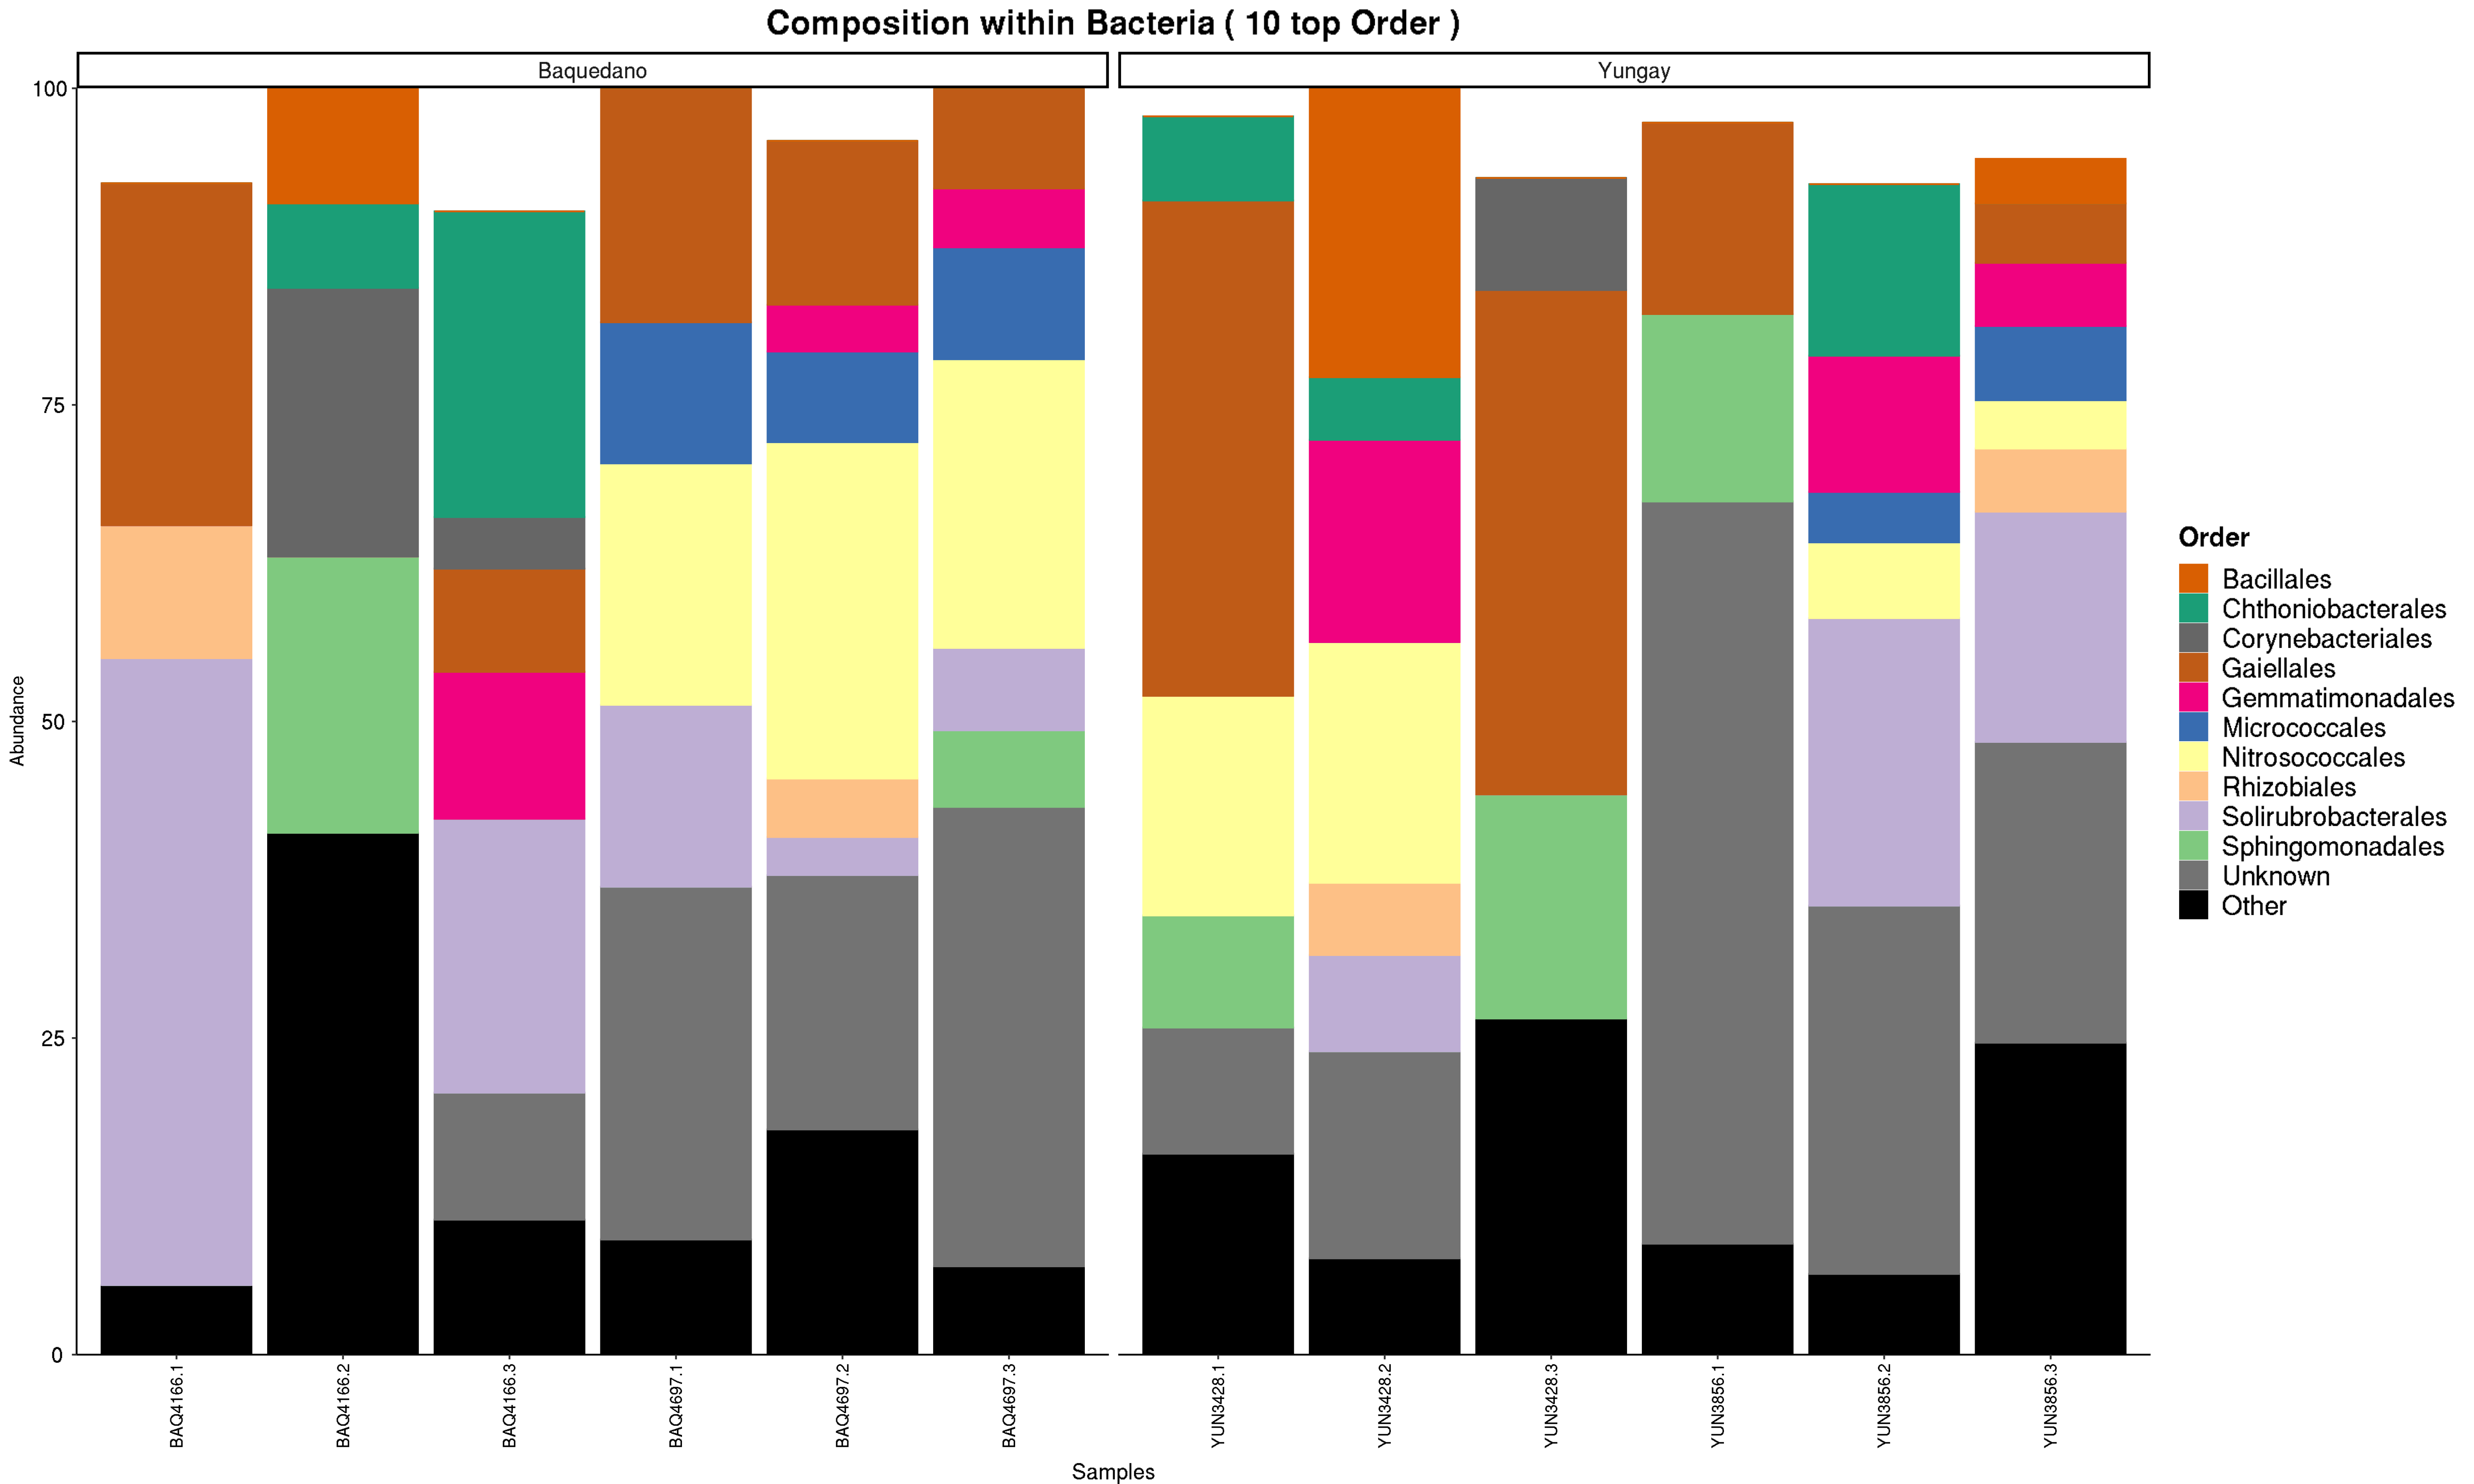 Composition within Bacteria ( 10 top Order )
Baquedano
Yungay
100
75
50
25
0
Abundance
BAQ4166.1
BAQ4166.2
BAQ4166.3
BAQ4697.1
BAQ4697.2
BAQ4697.3
YUN3428.1
YUN3428.2
YUN3428.3
YUN3856.1
YUN3856.2
YUN3856.3
Samples
Order
Bacillales
Chthoniobacterales
Corynebacteriales
Gaiellales
Gemmatimonadales
Micrococcales
Nitrosococcales
Rhizobiales
Solirubrobacterales
Sphingomonadales
Unknown
Other